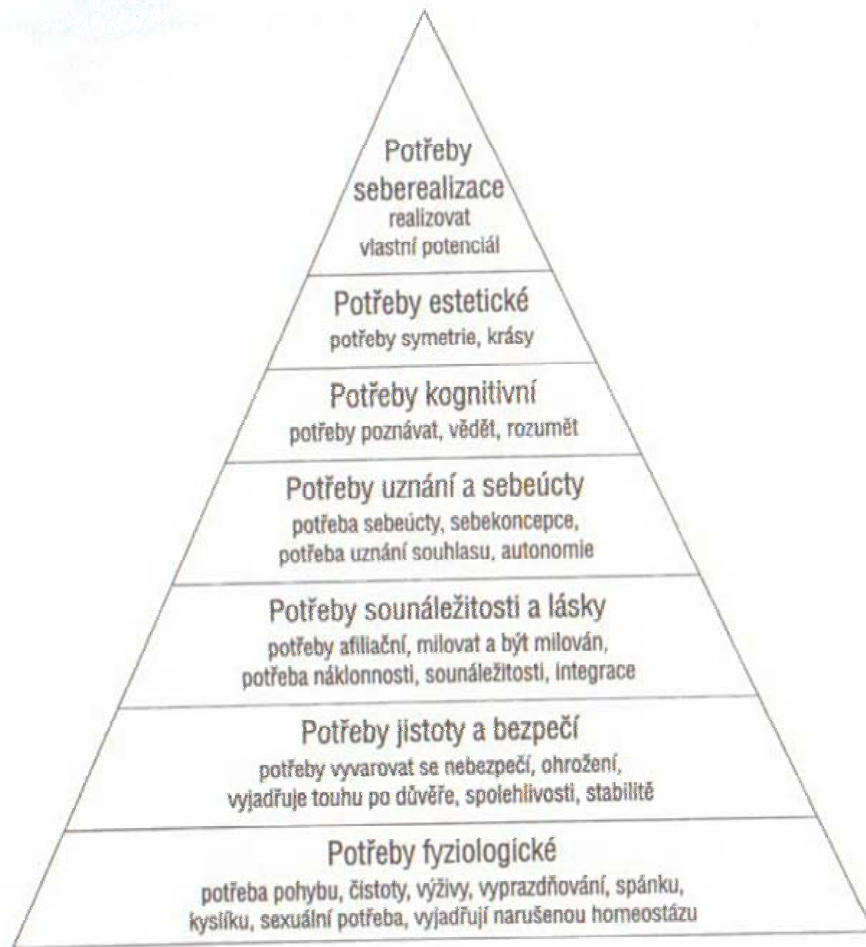 Potřeby
seberealizace
realizovat
vlastní potenciál
Potřeby estetické
potřeby symetrie, krásy
Potřeby kognitivní
potřeby poznávat, vědět, rozumět
Potřeby uznání a sebeúcty
potřeba sebeúcty, sebekoncepce,
potřeba uznání souhlasu, autonomie
Potřeby sounáležitosti a lásky
potřeby afiliační, milovat a být milován,
potřeba náklonnosti, sounáležitosti, integrace
Potřeby jistoty a bezpečí
potřeby vyvarovat se nebezpečí, ohrožení,
vyjadřuje touhu po důvěře, spolehlivosti, stabilitě
Potřeby fyziologické
potřeba pohybu, čistoty, výživy, vyprazdňování, spánku,
kyslíku, sexuální potřeba, vyjadřují narušenou homeostázu